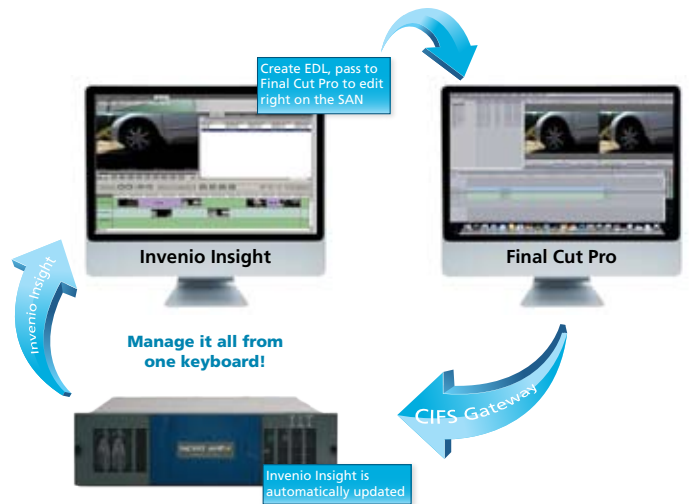 Create EDL, pass to
Final Cut Pro to edit
right on the SAN
Invenio Insight
Final Cut Pro
Invenio Insight
Manage it all from
one keyboard!
CIFS Gateway
Invenio Insight is
automatically updated